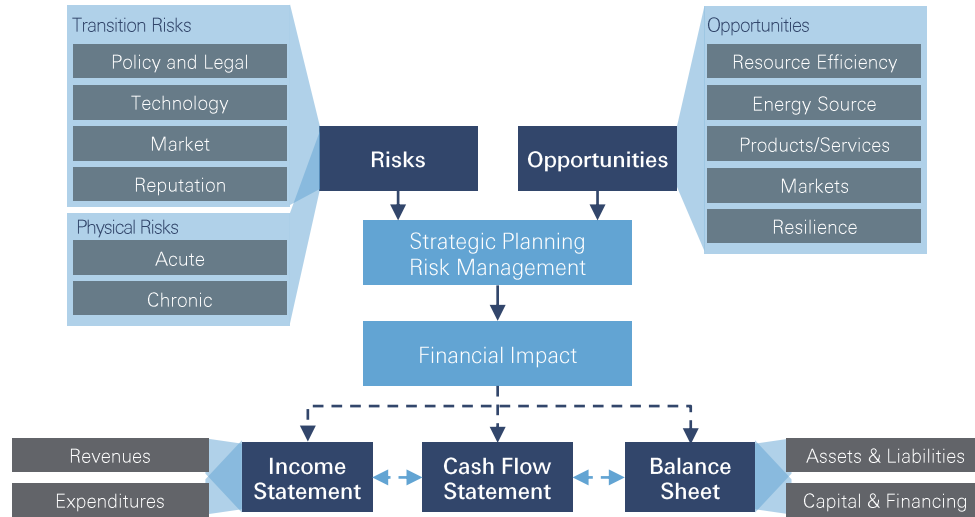 Transition Risks
Policy and Legal
Technology
Market
Reputation
Physical Risks
Acute
Chronic
Risks
Opportunities
Opportunities
Resource Efficiency
Energy Source
Products/Services
Markets
Resilience
Strategic Planning
Risk Management
Financial Impact
Revenues
Expenditures
Income
Statement
Cash Flow
Statement
Balance
Sheet
Assets & Liabilities
Capital & Financing